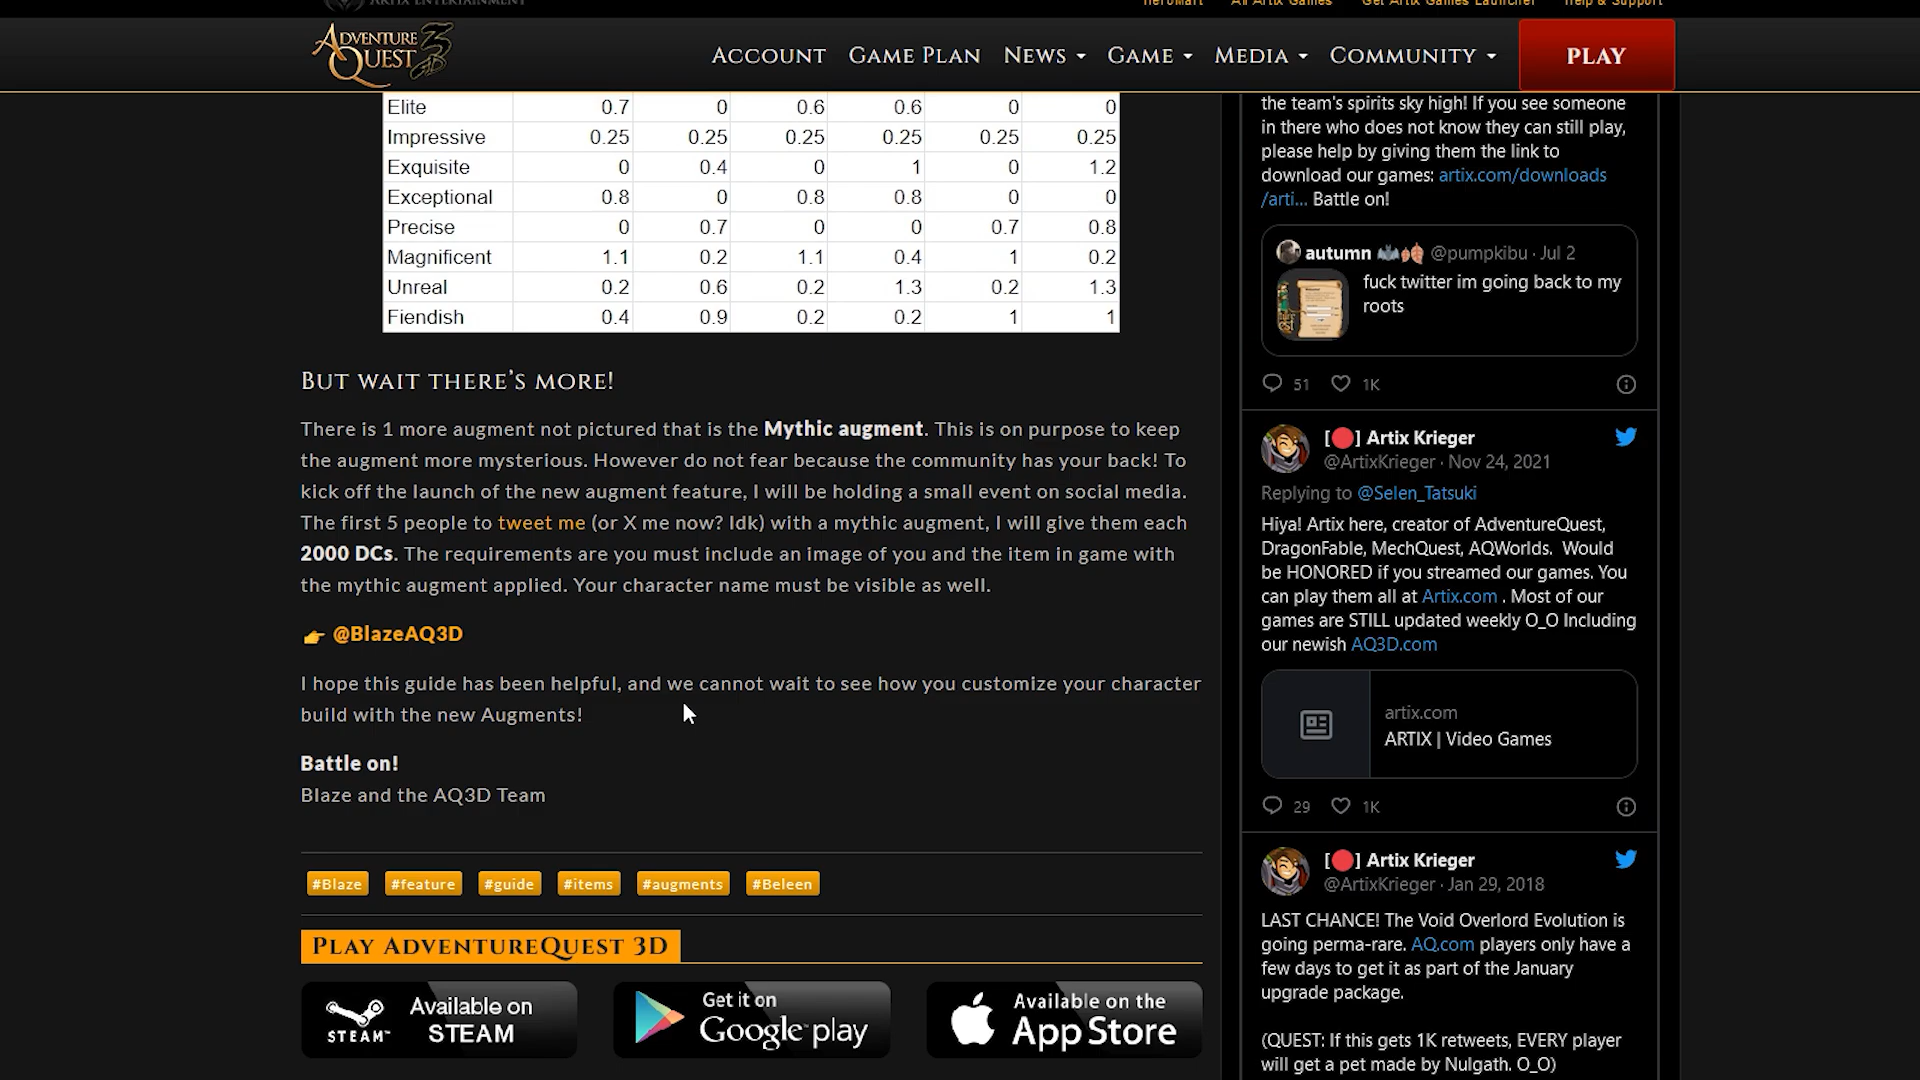 ARTIX ENTERTAINMENT
HeroMart All Artix Games Get Artix Games Launcher Help & Support
ADVENTURE QUEST 3D
ACCOUNT GAME PLAN NEWS GAME MEDIA COMMUNITY PLAY
Elite 0.7 0 0.6 0.6 0 0
Impressive 0.25 0.25 0.25 0.25 0.25 0.25
Exquisite 0 0.4 0 1 0 1.2
Exceptional 0.8 0 0.8 0.8 0 0
Precise 0 0.7 0 0 0.7 0.8
Magnificent 1.1 0.2 1.1 0.4 1 0.2
Unreal 0.2 0.6 0.2 1.3 0.2 1.3
Fiendish 0.4 0.9 0.2 0.2 1 1
BUT WAIT THERE'S MORE!
There is 1 more augment not pictured that is the Mythic augment. This is on purpose to keep
the augment more mysterious. However do not fear because the community has your back! To
kick off the launch of the new augment feature, I will be holding a small event on social media.
The first 5 people to tweet me (or X me now? Idk) with a mythic augment, I will give them each
2000 DCs. The requirements are you must include an image of you and the item in game with
the mythic augment applied. Your character name must be visible as well.
👉 @BlazeAQ3D
I hope this guide has been helpful, and we cannot wait to see how you customize your character
build with the new Augments!
Battle on!
Blaze and the AQ3D Team
#Blaze #feature #guide #items #augments #Beleen
PLAY ADVENTUREQUEST 3D
STEAM Available on
STEAM
Get it on
Google play
Available on the
App Store
the team's spirits sky high! If you see someone
in there who does not know they can still play,
please help by giving them the link to
download our games: artix.com/downloads
/arti... Battle on!
autumn 🦇🍂 @pumpkibu · Jul 2
fuck twitter im going back to my
roots
51 1K
[🔴] Artix Krieger
@ArtixKrieger · Nov 24, 2021
Replying to @Selen_Tatsuki
Hiya! Artix here, creator of AdventureQuest,
DragonFable, MechQuest, AQWorlds. Would
be HONORED if you streamed our games. You
can play them all at Artix.com . Most of our
games are STILL updated weekly O_O Including
our newish AQ3D.com
artix.com
ARTIX | Video Games
29 1K
[🔴] Artix Krieger
@ArtixKrieger · Jan 29, 2018
LAST CHANCE! The Void Overlord Evolution is
going perma-rare. AQ.com players only have a
few days to get it as part of the January
upgrade package.
(QUEST: If this gets 1K retweets, EVERY player
will get a pet made by Nulgath. O_O)